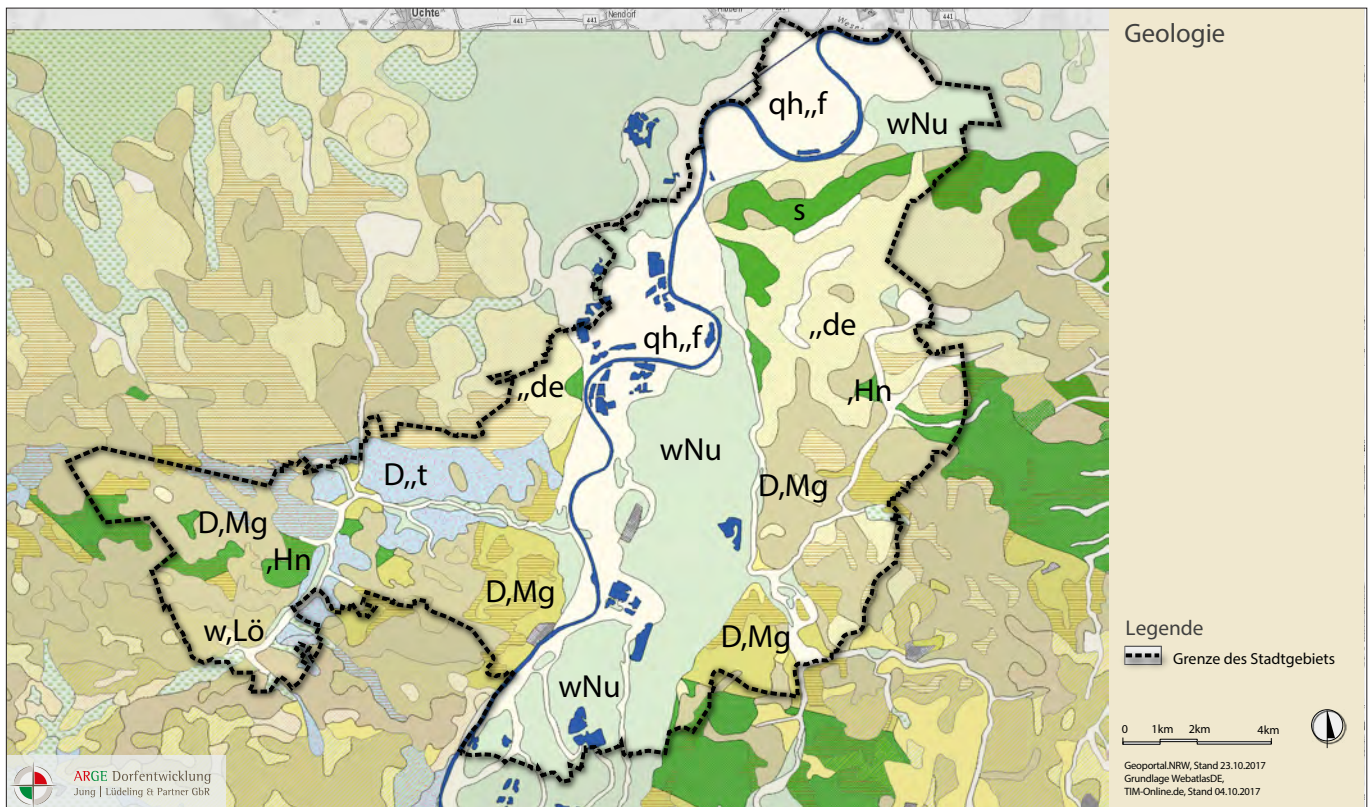 Uchte
441
441
Nendorf
441
Geologie
qh,,f
wNu
s
,,de
qh,,f
,,de
,Hn
wNu
D,,t
D,Mg
D,Mg
,Hn
D,Mg
D,Mg
w,Lö
wNu
Legende
Grenze des Stadtgebiets
0 1km 2km 4km
Geoportal.NRW, Stand 23.10.2017
Grundlage WebatlasDE,
TIM-Online.de, Stand 04.10.2017
ARGE Dorfentwicklung
Jung | Lüdeling & Partner GbR